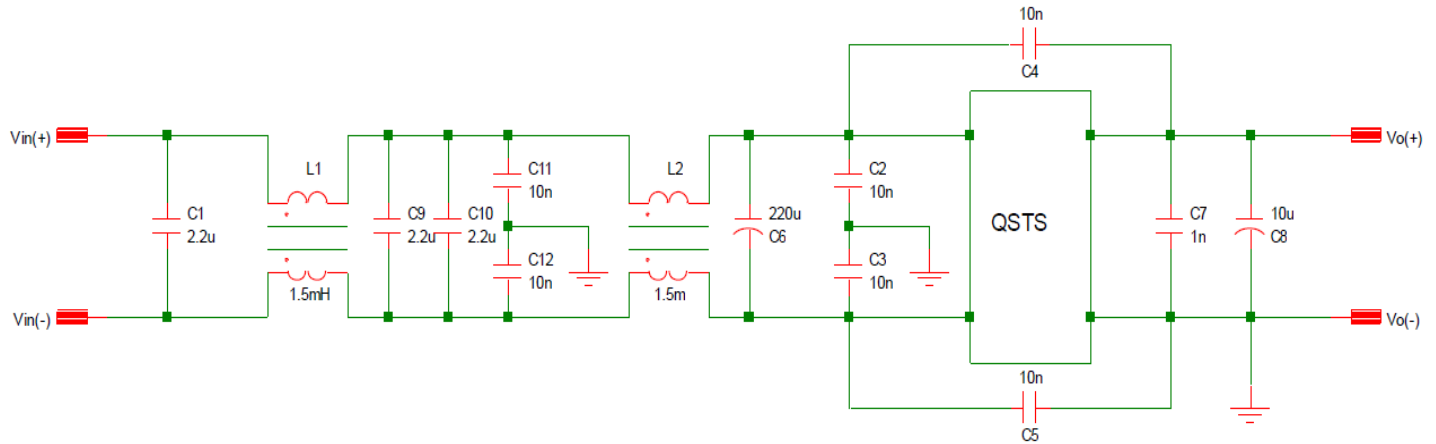 10n
C4
Vin(+)
Vo(+)
L1
L2
C11
10n
C2
10n
C1
2.2u
C9
2.2u
C10
2.2u
220u
C6
QSTS
C7
1n
10u
C8
C12
10n
C3
10n
1.5mH
1.5m
Vin(-)
Vo(-)
10n
C5